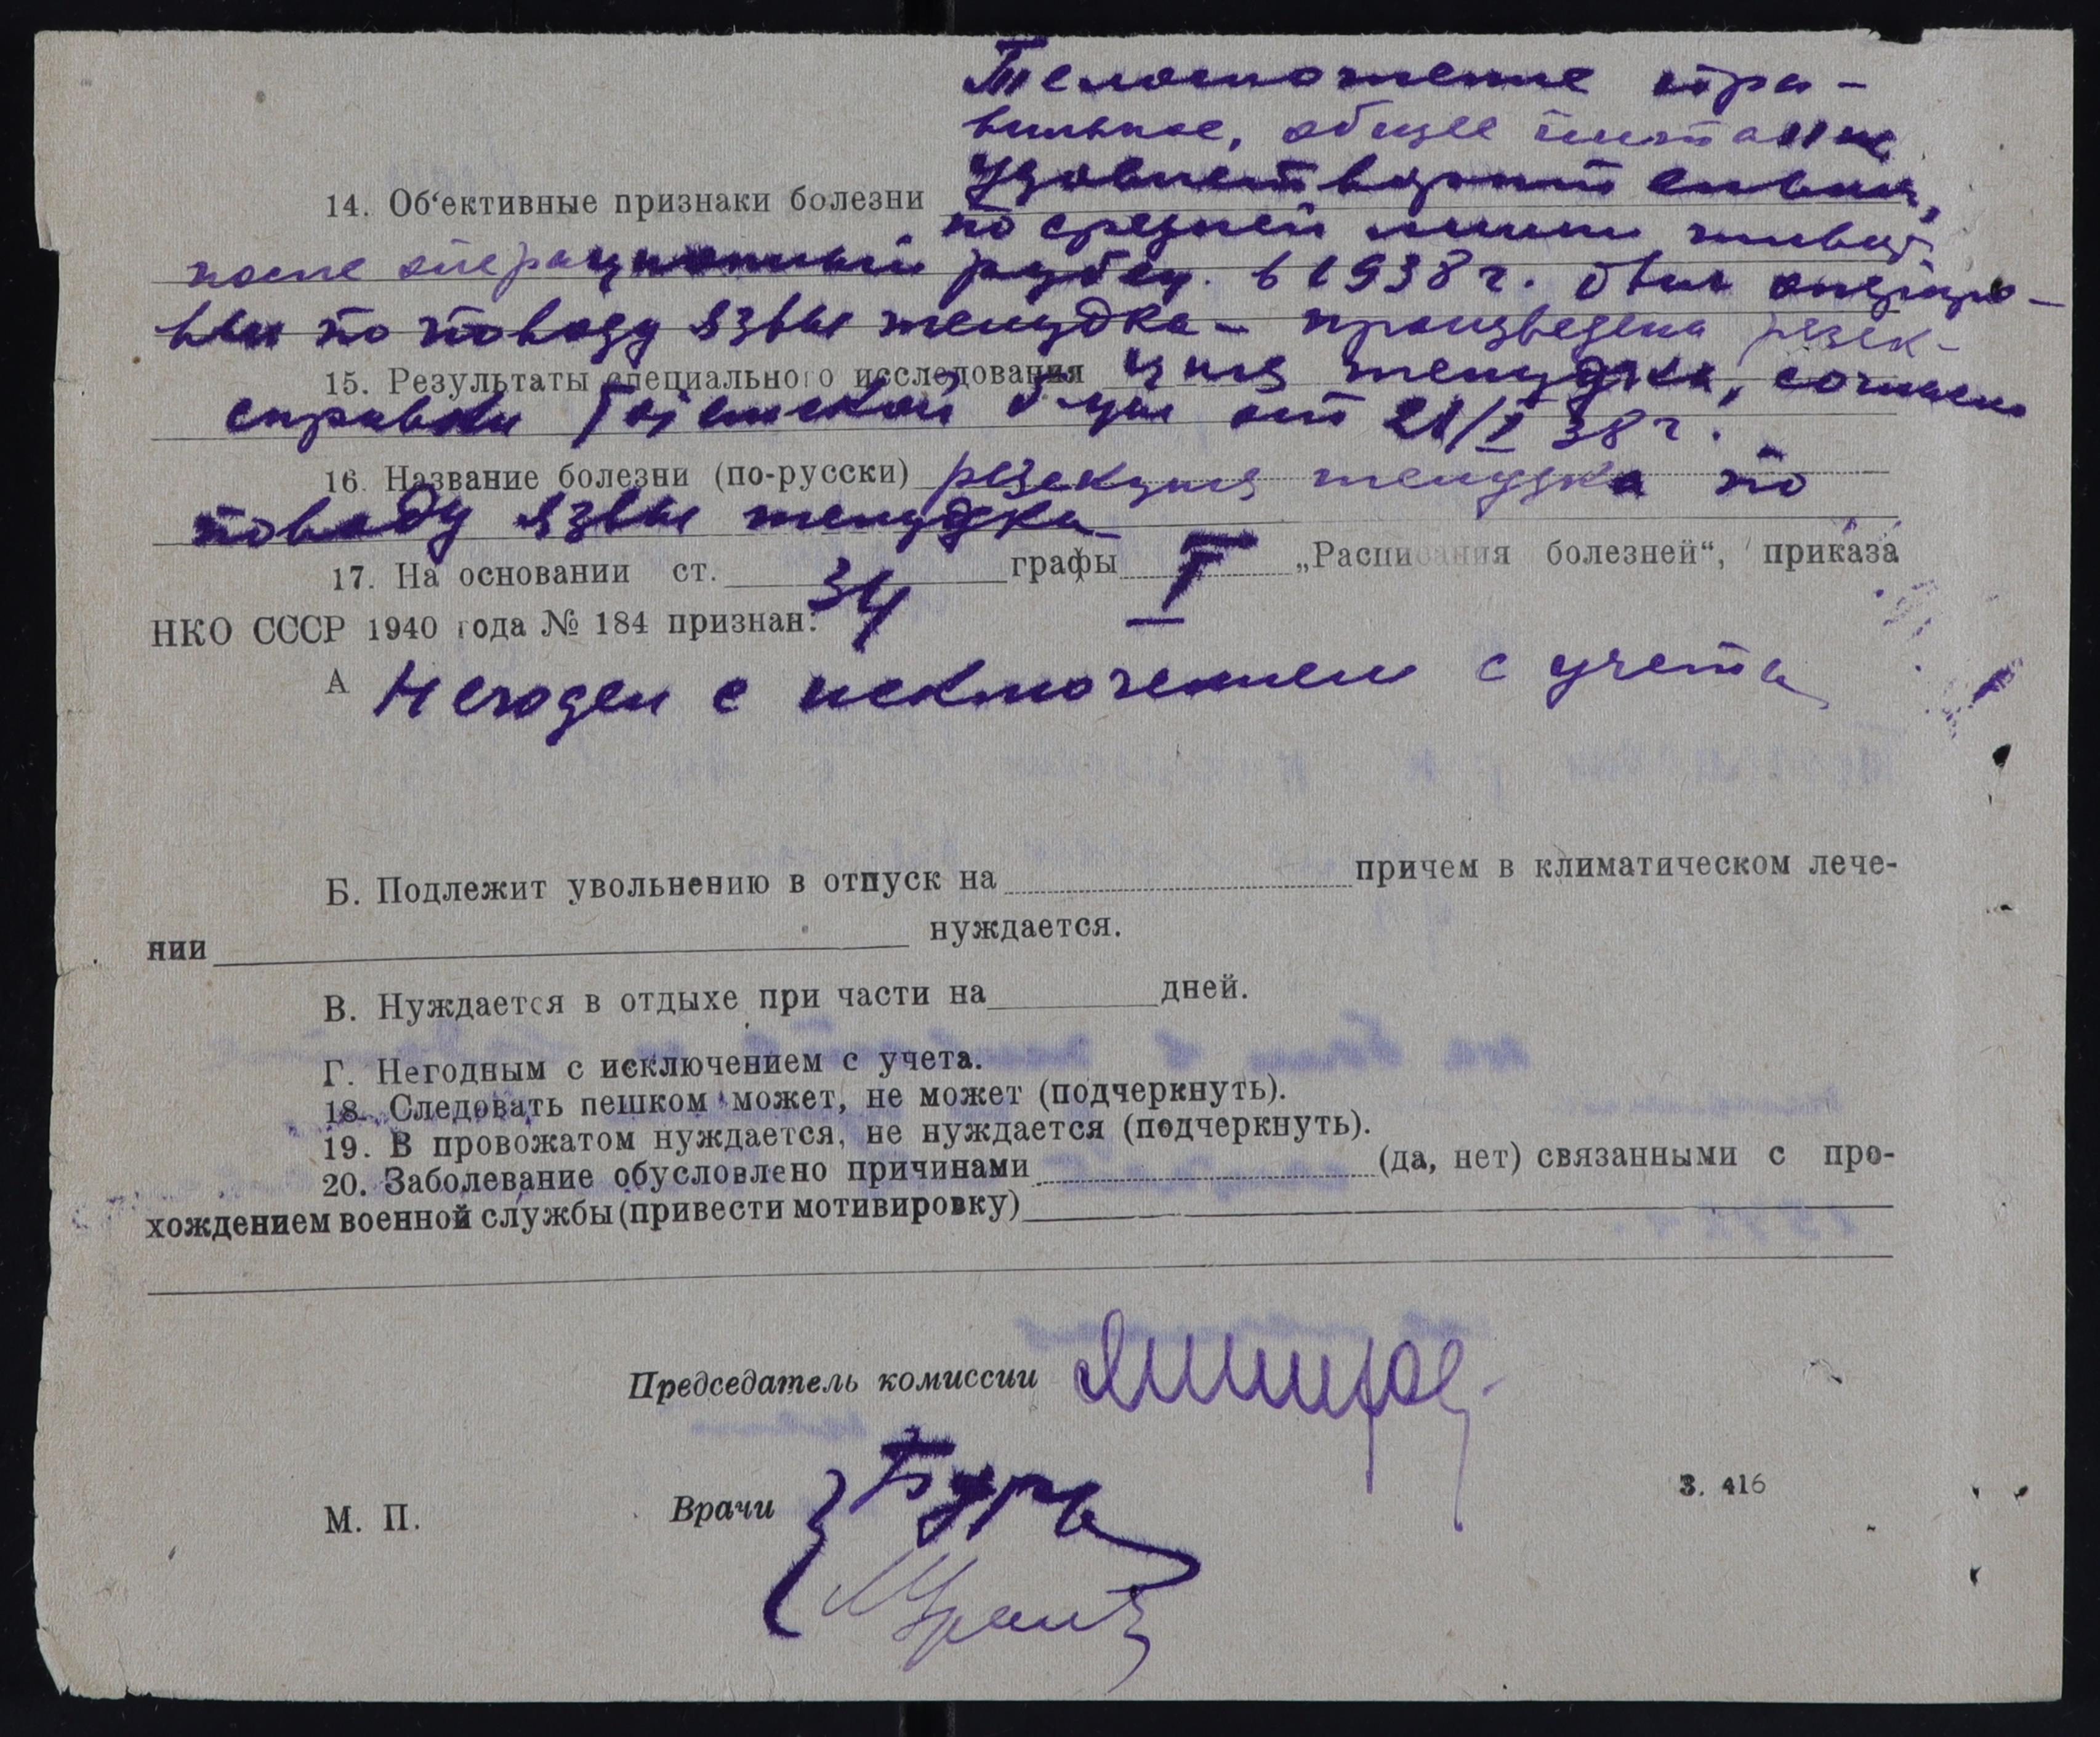 Телосложение пра-
вильное, общее питание
14. Об‘ективные признаки болезни удовлетворительное,
по средней линии живота
после операционный рубец. в 1938 г. был опериро-
ван по поводу язвы желудка - произведена резек-
15. Результаты специального исследования ция желудка, согласно
справки б-цы от 21/I 38 г.
16. Название болезни (по-русски) резекция желудка по
поводу язвы желудка
17. На основании ст. 34 графы I „Расписания болезней“, приказа
НКО СССР 1940 года № 184 признан:
А Негоден с исключением с учета
Б. Подлежит увольнению в отпуск на причем в климатическом лече-
нии нуждается.
В. Нуждается в отдыхе при части на дней.
Г. Негодным с исключением с учета.
18. Следовать пешком может, не может (подчеркнуть).
19. В провожатом нуждается, не нуждается (подчеркнуть).
20. Заболевание обусловлено причинами (да, нет) связанными с про-
хождением военной службы (привести мотивировку)
Председатель комиссии
М. П. Врачи
З. 416